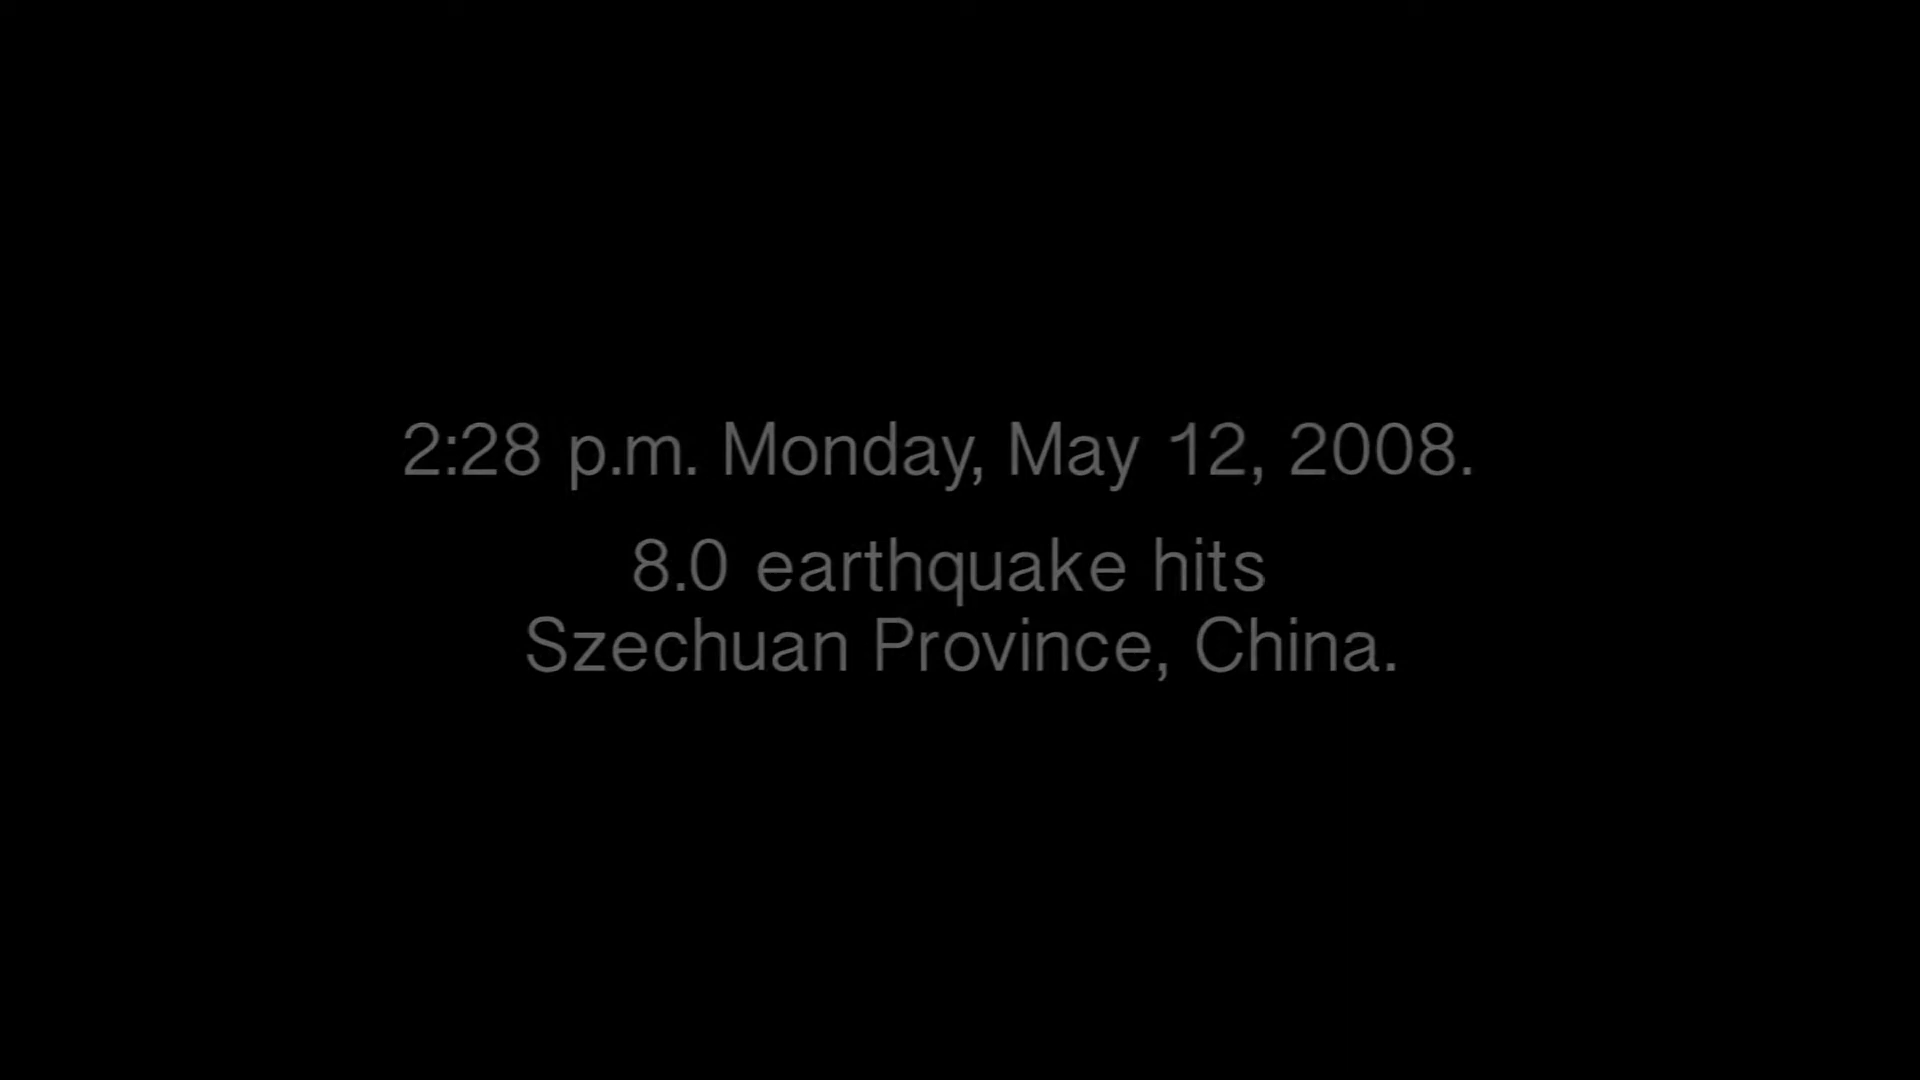 2:28 p.m. Monday, May 12, 2008.
8.0 earthquake hits
Szechuan Province, China.